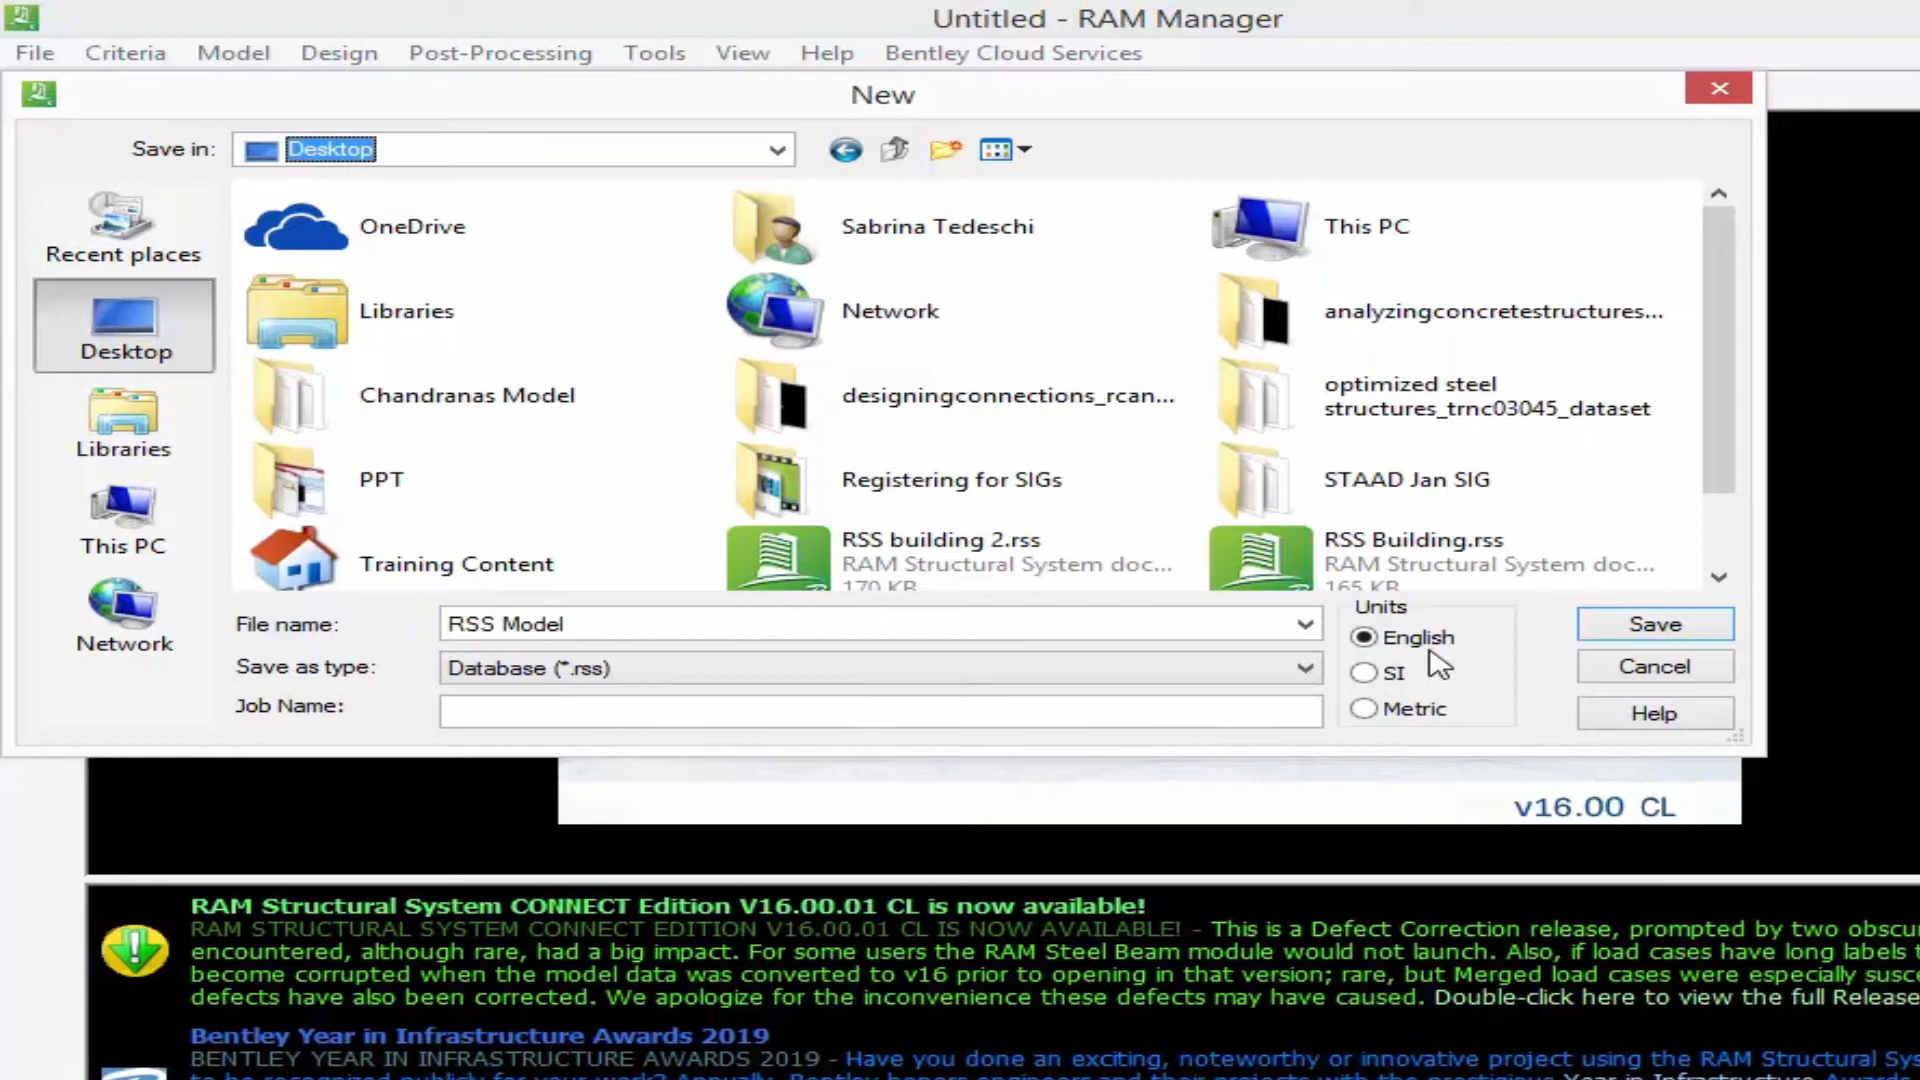 Untitled - RAM Manager
File Criteria Model Design Post-Processing Tools View Help Bentley Cloud Services
New
Save in: Desktop
Recent places
Desktop
Libraries
This PC
Network
OneDrive
Sabrina Tedeschi
This PC
Libraries
Network
analyzingconcretestructures...
Chandranas Model
designingconnections_rcan...
optimized steel
structures_trnc03045_dataset
PPT
Registering for SIGs
STAAD Jan SIG
Training Content
RSS building 2.rss
RAM Structural System doc...
170 KB
RSS Building.rss
RAM Structural System doc...
165 KB
File name: RSS Model
Save as type: Database (*.rss)
Job Name:
Units
English
SI
Metric
Save
Cancel
Help
v16.00 CL
RAM Structural System CONNECT Edition V16.00.01 CL is now available!
RAM STRUCTURAL SYSTEM CONNECT EDITION V16.00.01 CL IS NOW AVAILABLE! - This is a Defect Correction release, prompted by two obscu
encountered, although rare, had a big impact. For some users the RAM Steel Beam module would not launch. Also, if load cases have long labels t
become corrupted when the model data was converted to v16 prior to opening in that version; rare, but Merged load cases were especially susce
defects have also been corrected. We apologize for the inconvenience these defects may have caused. Double-click here to view the full Release
Bentley Year in Infrastructure Awards 2019
BENTLEY YEAR IN INFRASTRUCTURE AWARDS 2019 - Have you done an exciting, noteworthy or innovative project using the RAM Structural Sys